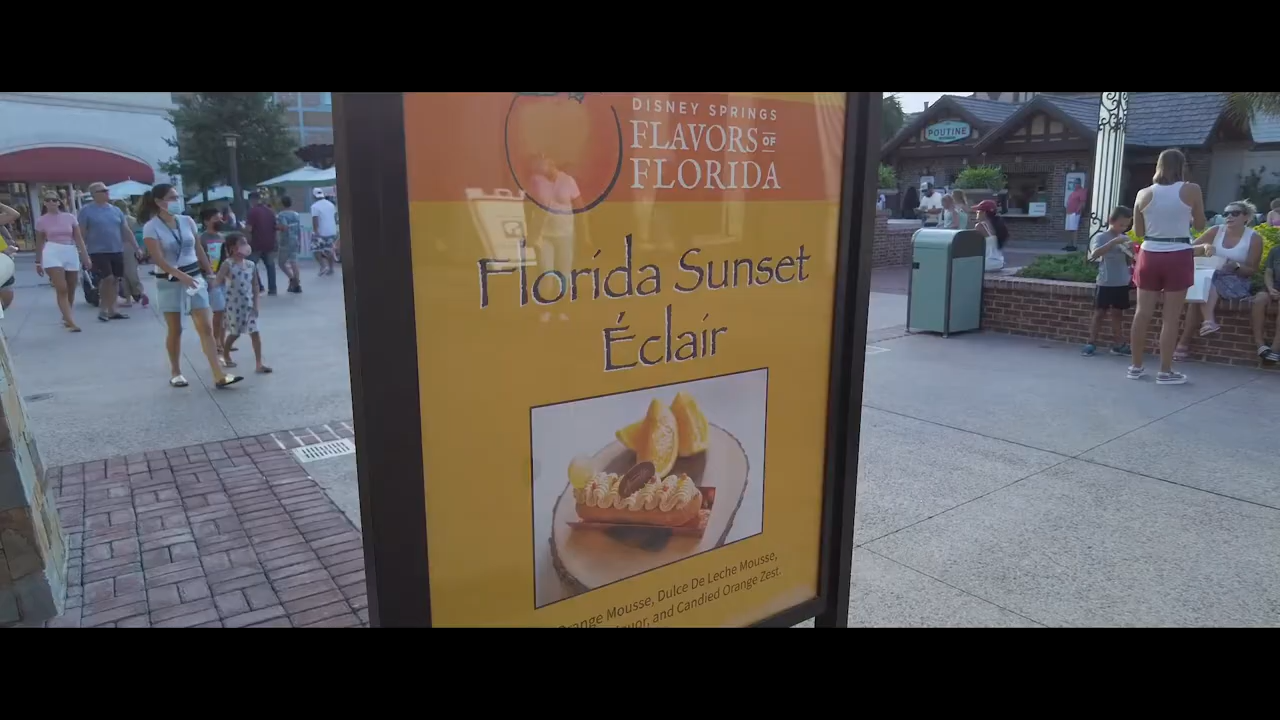 DISNEY SPRINGS
FLAVORS OF
FLORIDA
Florida Sunset
Éclair
Orange Mousse, Dulce De Leche Mousse,
and Candied Orange Zest.
POUTINE